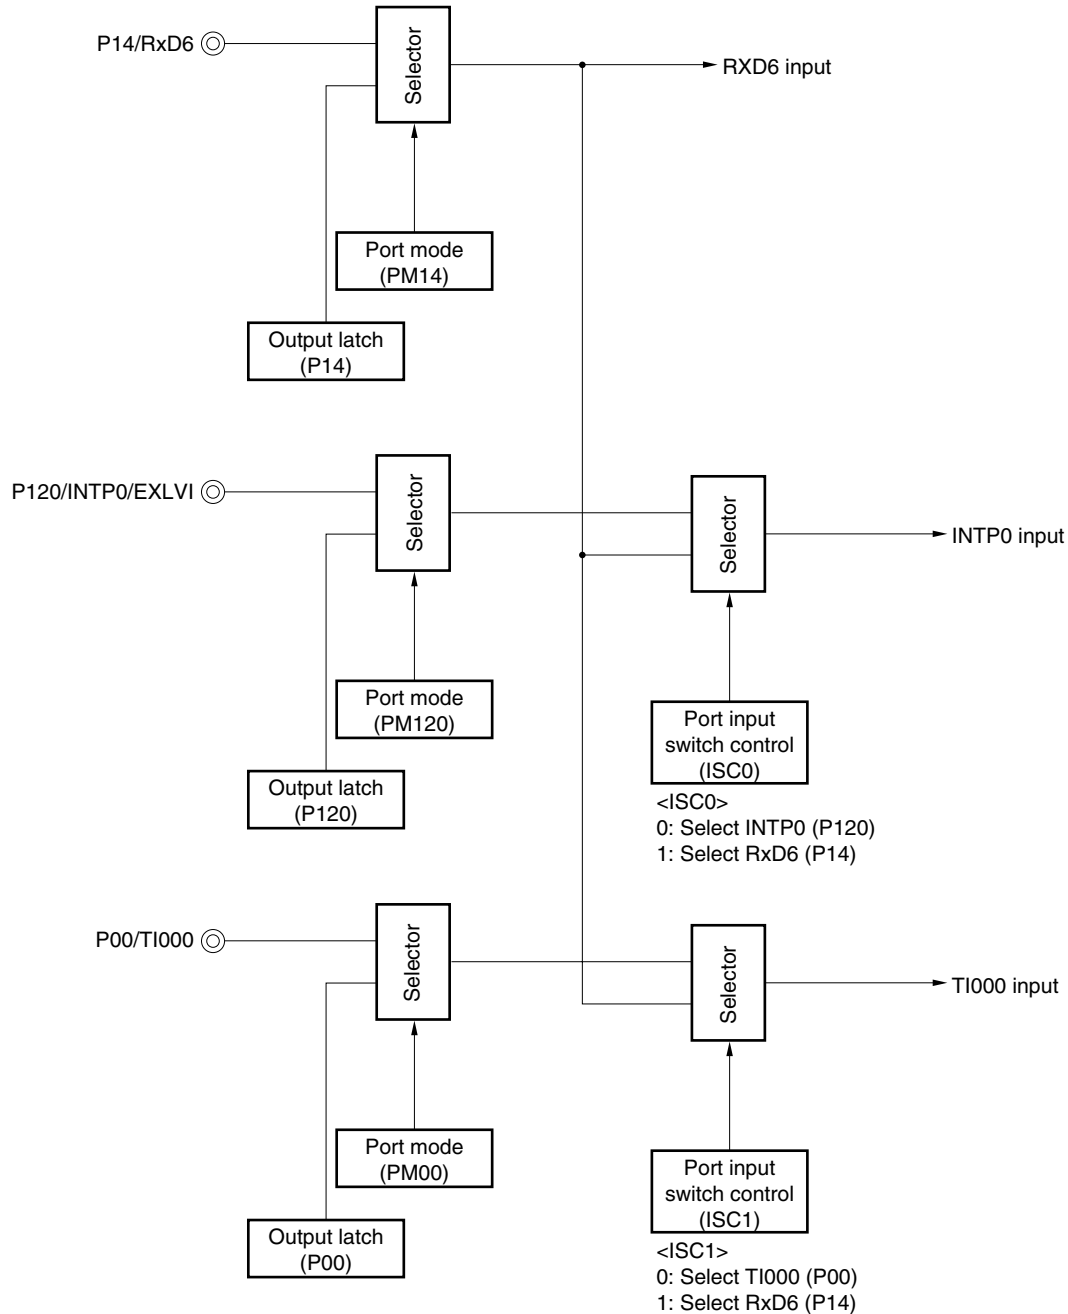 P14/RxD6
Selector
RXD6 input
Port mode
(PM14)
Output latch
(P14)
P120/INTP0/EXLVI
Selector
Selector
INTP0 input
Port mode
(PM120)
Output latch
(P120)
Port input
switch control
(ISC0)
<ISC0>
0: Select INTP0 (P120)
1: Select RxD6 (P14)
P00/TI000
Selector
Selector
TI000 input
Port mode
(PM00)
Output latch
(P00)
Port input
switch control
(ISC1)
<ISC1>
0: Select TI000 (P00)
1: Select RxD6 (P14)